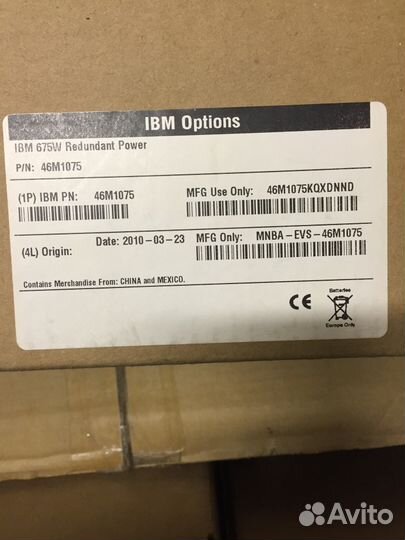 IBM Options
IBM 675W Redundant Power
P/N: 46M1075
(1P) IBM PN: 46M1075
MFG Use Only: 46M1075KQXDNND
Date: 2010-03-23
MFG Only: MNBA-EVS-46M1075
(4L) Origin:
Contains Merchandise From: CHINA and MEXICO.
CE
Batteries
Europe Only
Avito